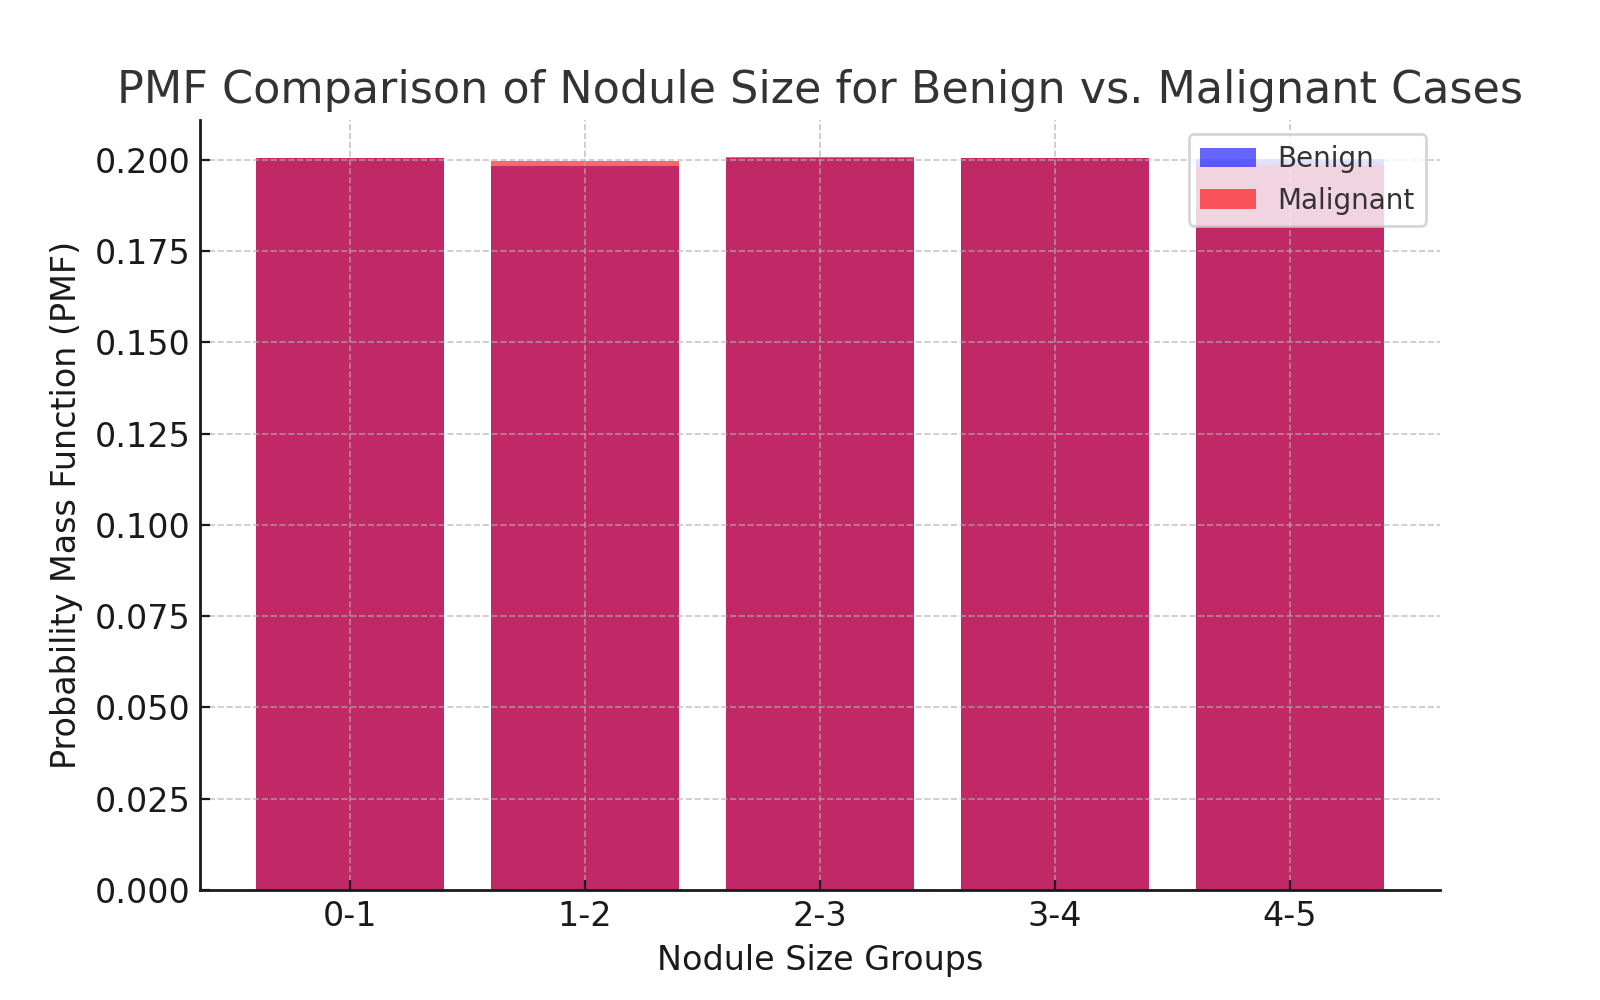 PMF Comparison of Nodule Size for Benign vs. Malignant Cases
Probability Mass Function (PMF)
0.200
0.175
0.150
0.125
0.100
0.075
0.050
0.025
0.000
Benign
Malignant
0-1
1-2
2-3
3-4
4-5
Nodule Size Groups